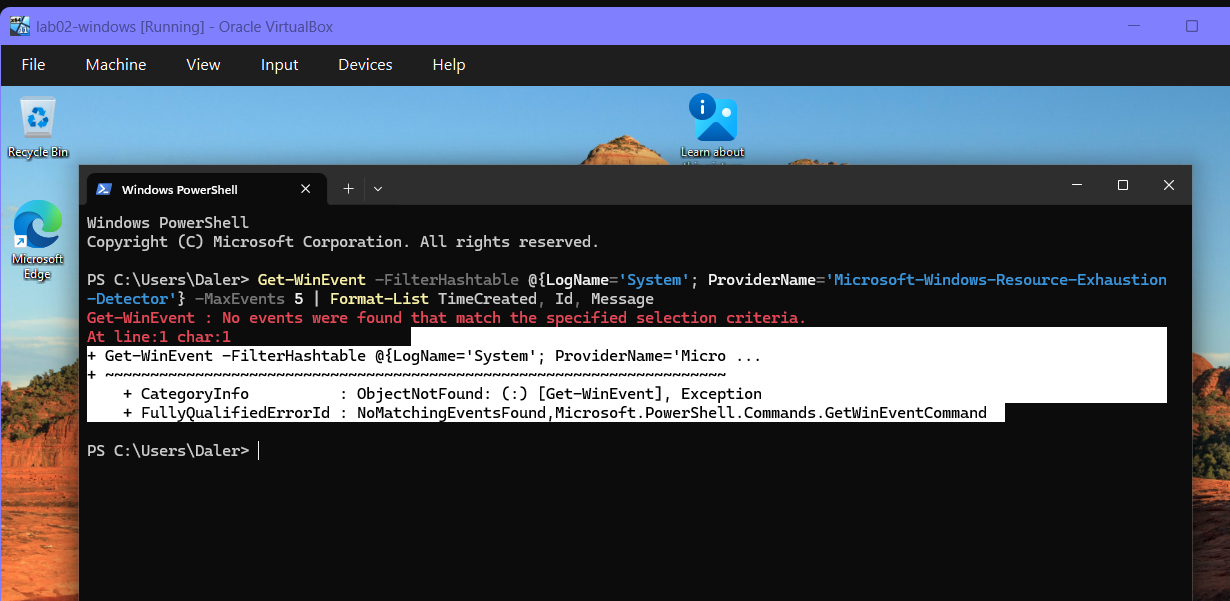 lab02-windows [Running] - Oracle VirtualBox
File Machine View Input Devices Help
Recycle Bin
Learn about
Microsoft
Edge
Windows PowerShell
Windows PowerShell
Copyright (C) Microsoft Corporation. All rights reserved.
PS C:\Users\Daler> Get-WinEvent -FilterHashtable @{LogName='System'; ProviderName='Microsoft-Windows-Resource-Exhaustion
-Detector'} -MaxEvents 5 | Format-List TimeCreated, Id, Message
Get-WinEvent : No events were found that match the specified selection criteria.
At line:1 char:1
+ Get-WinEvent -FilterHashtable @{LogName='System'; ProviderName='Micro ...
+ ~~~~~~~~~~~~~~~~~~~~~~~~~~~~~~~~~~~~~~~~~~~~~~~~~~~~~~~~~~~~~~~~~~~~~
    + CategoryInfo          : ObjectNotFound: (:) [Get-WinEvent], Exception
    + FullyQualifiedErrorId : NoMatchingEventsFound,Microsoft.PowerShell.Commands.GetWinEventCommand
PS C:\Users\Daler>